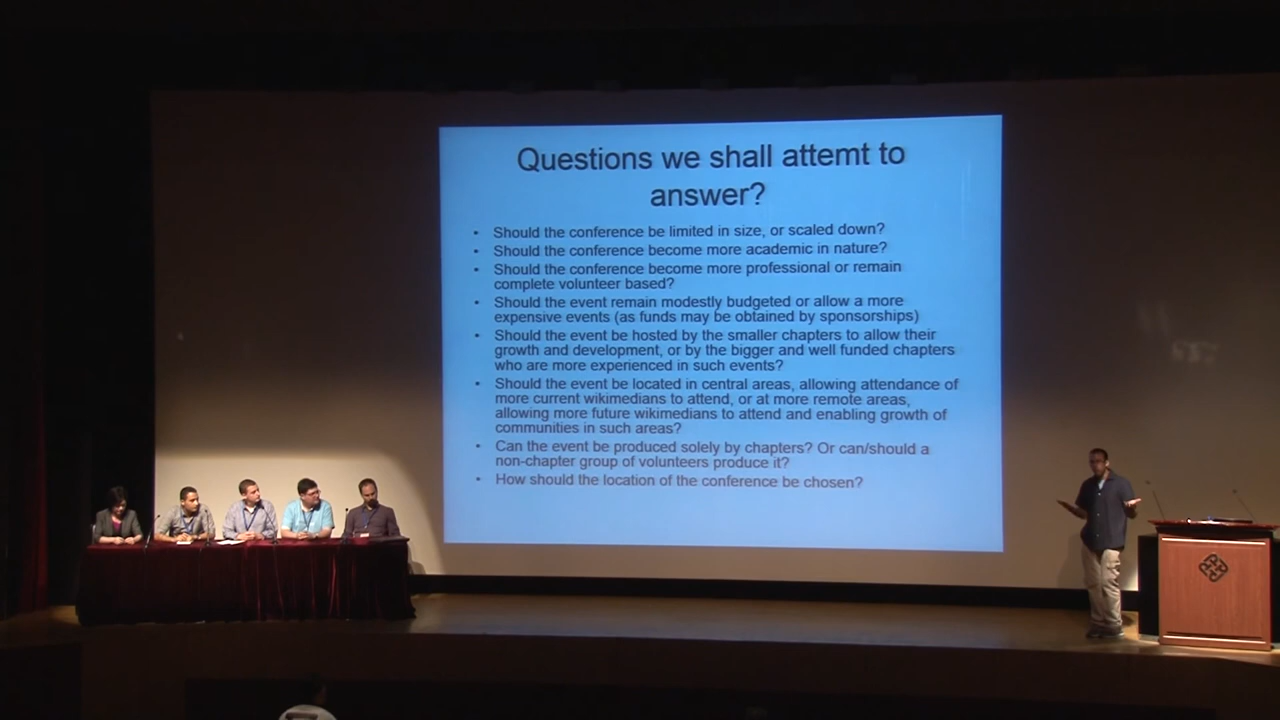 Questions we shall attemt to
answer?
• Should the conference be limited in size, or scaled down?
• Should the conference become more academic in nature?
• Should the conference become more professional or remain
complete volunteer based?
• Should the event remain modestly budgeted or allow a more
expensive events (as funds may be obtained by sponsorships)
• Should the event be hosted by the smaller chapters to allow their
growth and development, or by the bigger and well funded chapters
who are more experienced in such events?
• Should the event be located in central areas, allowing attendance of
more current wikimedians to attend, or at more remote areas,
allowing more future wikimedians to attend and enabling growth of
communities in such areas?
• Can the event be produced solely by chapters? Or can/should a
non-chapter group of volunteers produce it?
• How should the location of the conference be chosen?